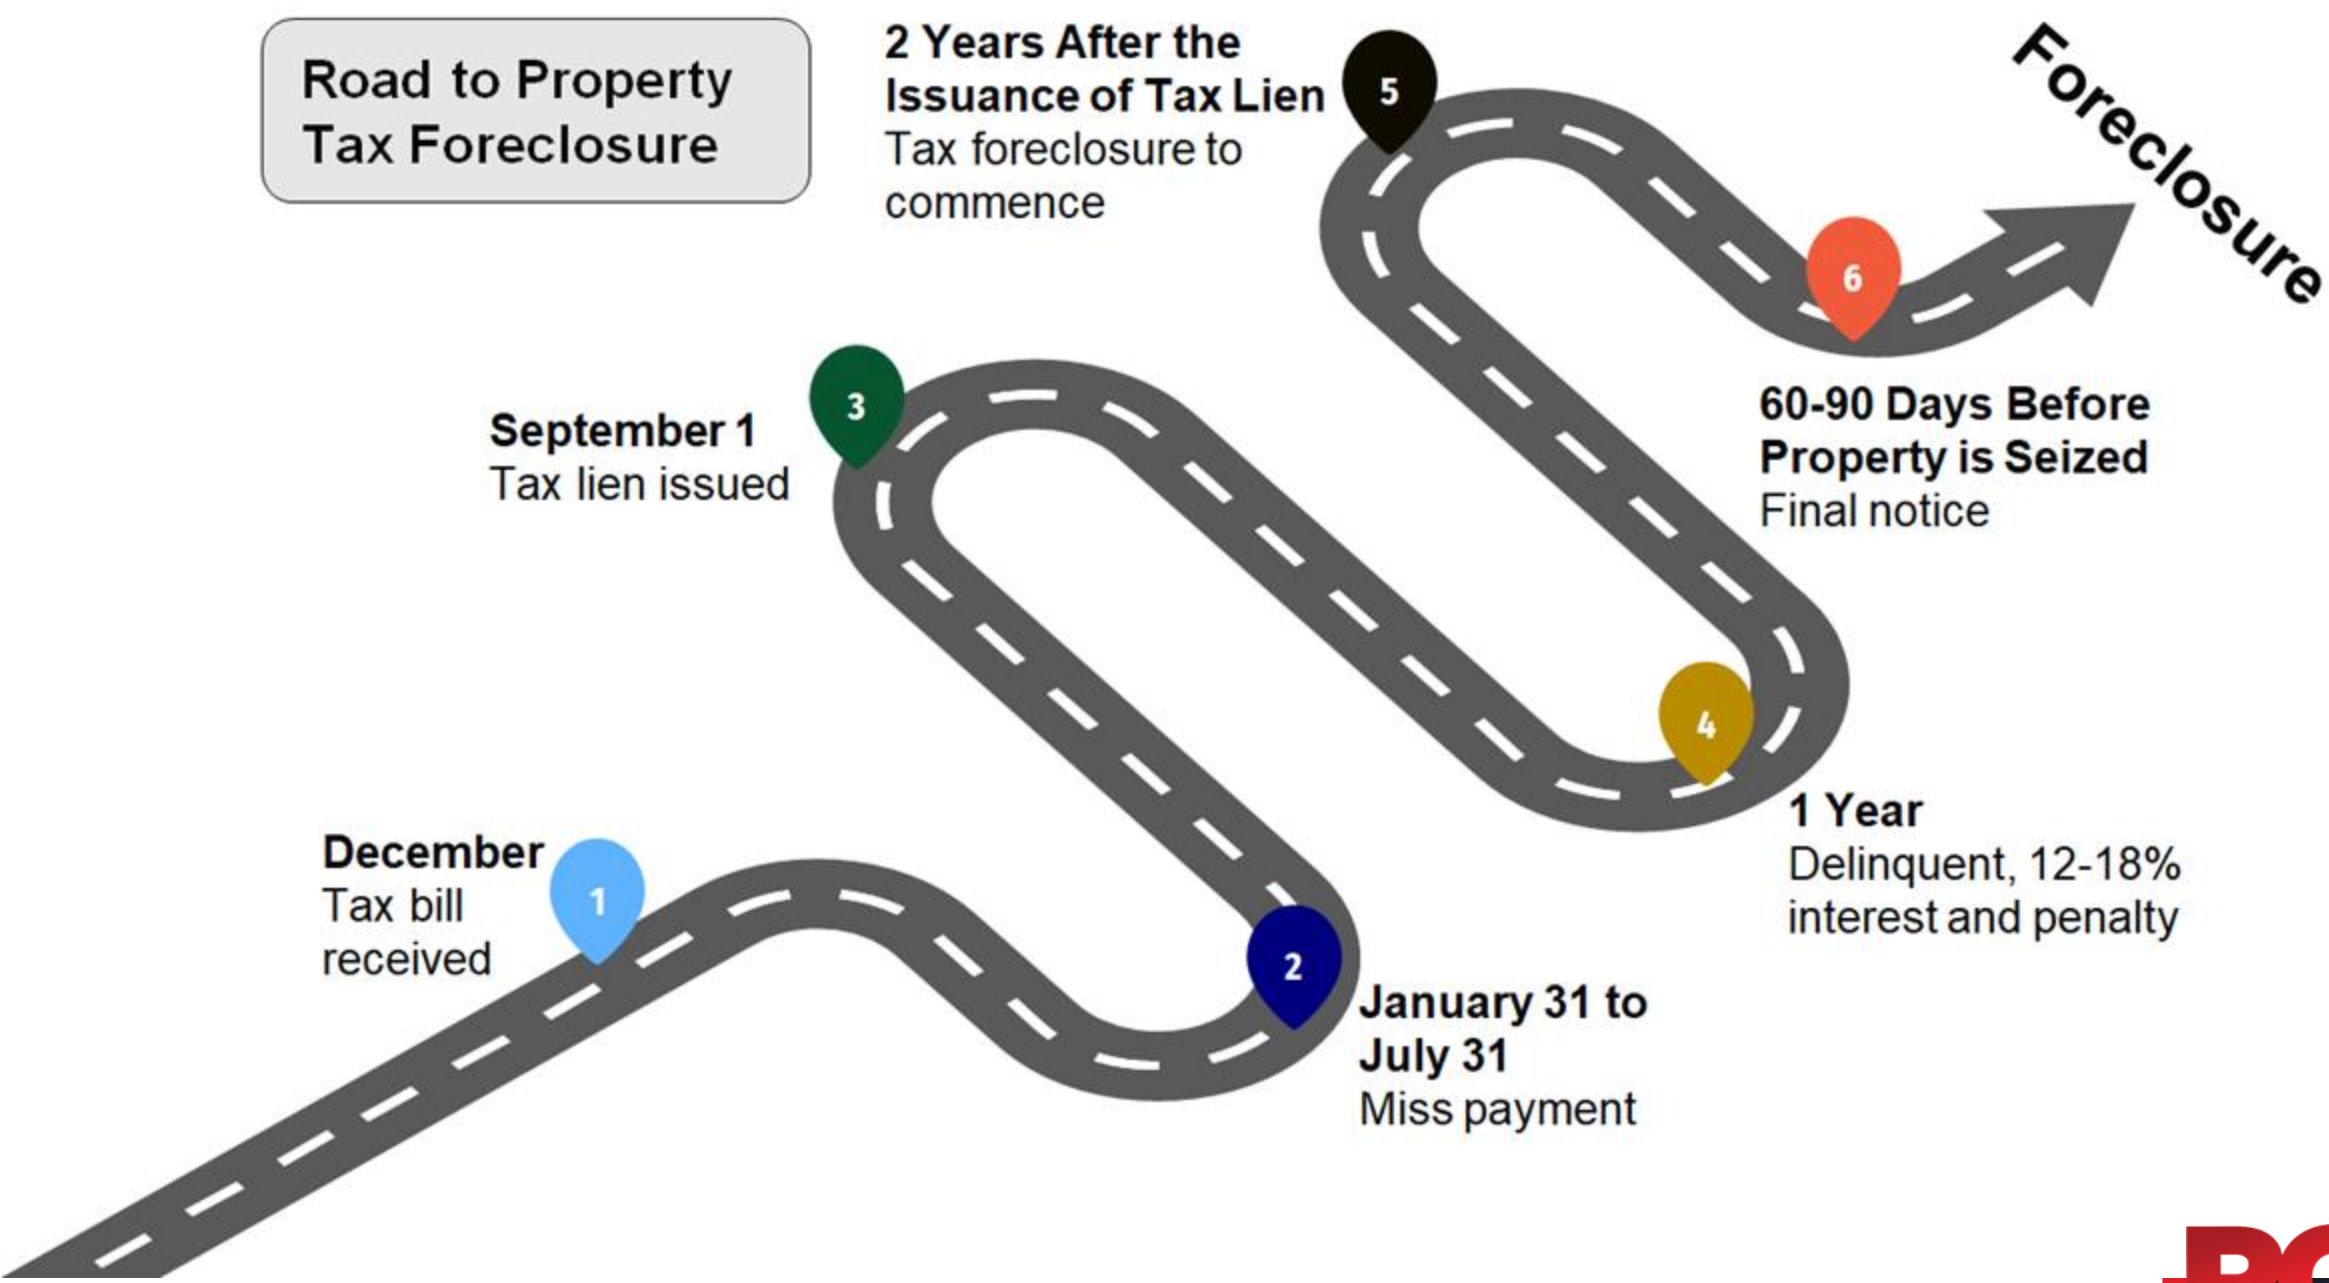 Road to Property
Tax Foreclosure
2 Years After the
Issuance of Tax Lien
Tax foreclosure to
commence
5
Foreclosure
6
60-90 Days Before
Property is Seized
Final notice
3
September 1
Tax lien issued
4
1 Year
Delinquent, 12-18%
interest and penalty
December
Tax bill
received
1
2
January 31 to
July 31
Miss payment